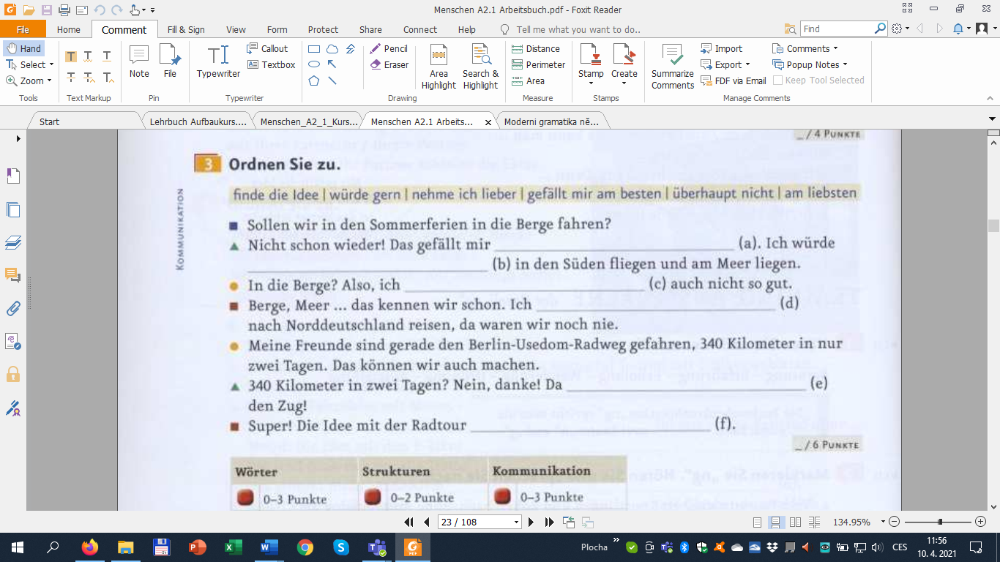 Menschen A2.1 Arbeitsbuch.pdf - Foxit Reader
File Home Comment Fill & Sign View Form Protect Share Connect Help Tell me what you want to do.. Find
Hand
Select
Zoom
Tools
T T T
T T T
Text Markup
Note File
Pin
Typewriter
Callout
Textbox
Typewriter
Pencil
Eraser
Area Highlight
Search & Highlight
Drawing
Distance
Perimeter
Area
Measure
Stamp Create
Stamps
Summarize Comments
Import
Export
FDF via Email
Comments
Popup Notes
Keep Tool Selected
Manage Comments
Start Lehrbuch Aufbaukurs.... Menschen_A2_1_Kurs... Menschen A2.1 Arbeits... Moderni gramatika ně...
_ / 4 PUNKTE
3 Ordnen Sie zu.
KOMMUNIKATION
finde die Idee | würde gern | nehme ich lieber | gefällt mir am besten | überhaupt nicht | am liebsten
Sollen wir in den Sommerferien in die Berge fahren?
Nicht schon wieder! Das gefällt mir ____ (a). Ich würde
____ (b) in den Süden fliegen und am Meer liegen.
In die Berge? Also, ich ____ (c) auch nicht so gut.
Berge, Meer ... das kennen wir schon. Ich ____ (d)
nach Norddeutschland reisen, da waren wir noch nie.
Meine Freunde sind gerade den Berlin-Usedom-Radweg gefahren, 340 Kilometer in nur
zwei Tagen. Das können wir auch machen.
340 Kilometer in zwei Tagen? Nein, danke! Da ____ (e)
den Zug!
Super! Die Idee mit der Radtour ____ (f).
_ / 6 PUNKTE
Wörter Strukturen Kommunikation
0–3 Punkte 0–2 Punkte 0–3 Punkte
23 / 108 134.95%
Plocha CES 11:56
10. 4. 2021